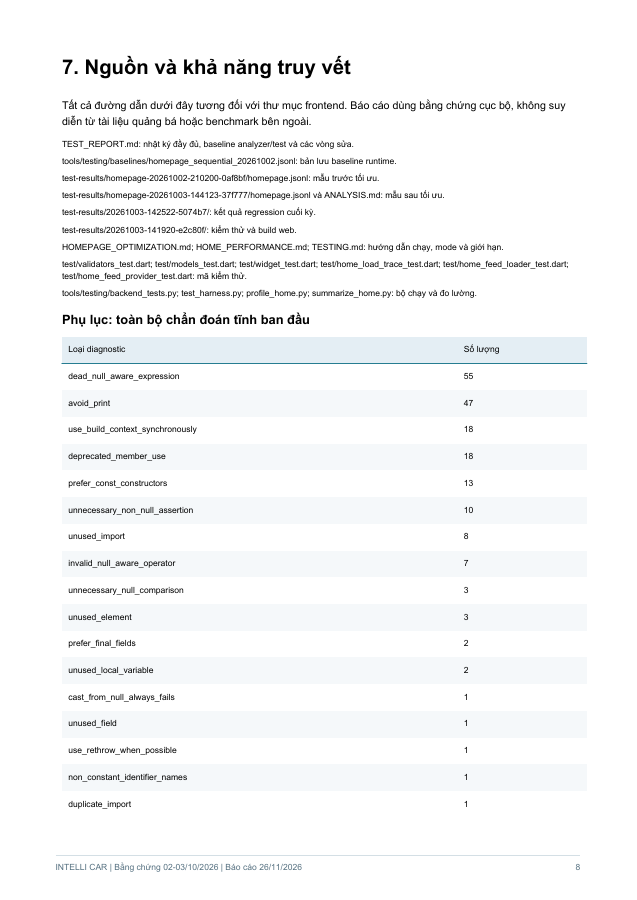 7. Nguồn và khả năng truy vết
Tất cả đường dẫn dưới đây tương đối với thư mục frontend. Báo cáo dùng bằng chứng cục bộ, không suy
diễn từ tài liệu quảng bá hoặc benchmark bên ngoài.
TEST_REPORT.md: nhật ký đầy đủ, baseline analyzer/test và các vòng sửa.
tools/testing/baselines/homepage_sequential_20261002.jsonl: bản lưu baseline runtime.
test-results/homepage-20261002-210200-0af8bf/homepage.jsonl: mẫu trước tối ưu.
test-results/homepage-20261003-144123-37f777/homepage.jsonl và ANALYSIS.md: mẫu sau tối ưu.
test-results/20261003-142522-5074b7/: kết quả regression cuối kỳ.
test-results/20261003-141920-e2c80f/: kiểm thử và build web.
HOMEPAGE_OPTIMIZATION.md; HOME_PERFORMANCE.md; TESTING.md: hướng dẫn chạy, mode và giới hạn.
test/validators_test.dart; test/models_test.dart; test/widget_test.dart; test/home_load_trace_test.dart; test/home_feed_loader_test.dart;
test/home_feed_provider_test.dart: mã kiểm thử.
tools/testing/backend_tests.py; test_harness.py; profile_home.py; summarize_home.py: bộ chạy và đo lường.
Phụ lục: toàn bộ chẩn đoán tĩnh ban đầu
Loại diagnostic Số lượng
dead_null_aware_expression 55
avoid_print 47
use_build_context_synchronously 18
deprecated_member_use 18
prefer_const_constructors 13
unnecessary_non_null_assertion 10
unused_import 8
invalid_null_aware_operator 7
unnecessary_null_comparison 3
unused_element 3
prefer_final_fields 2
unused_local_variable 2
cast_from_null_always_fails 1
unused_field 1
use_rethrow_when_possible 1
non_constant_identifier_names 1
duplicate_import 1
INTELLI CAR | Bằng chứng 02-03/10/2026 | Báo cáo 26/11/2026 8